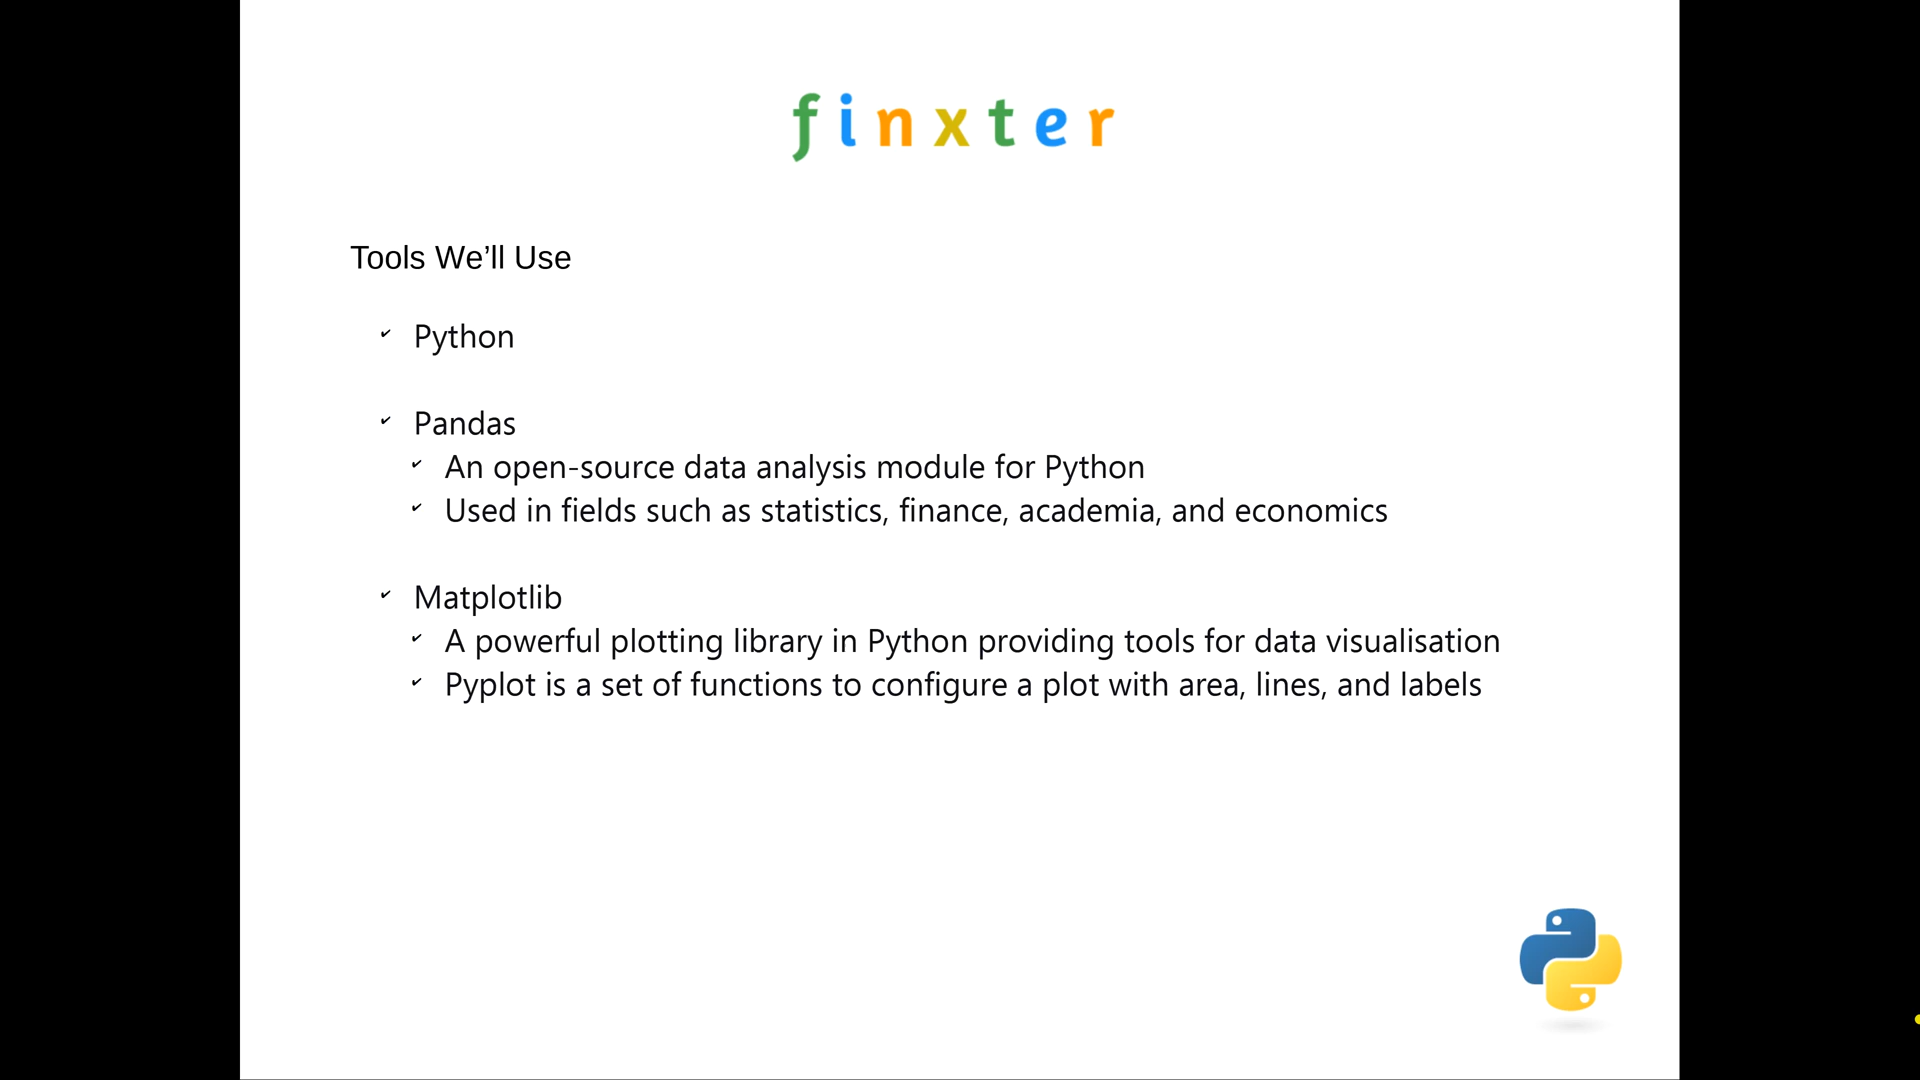 finxter
Tools We’ll Use
✔ Python
✔ Pandas
✔ An open-source data analysis module for Python
✔ Used in fields such as statistics, finance, academia, and economics
✔ Matplotlib
✔ A powerful plotting library in Python providing tools for data visualisation
✔ Pyplot is a set of functions to configure a plot with area, lines, and labels